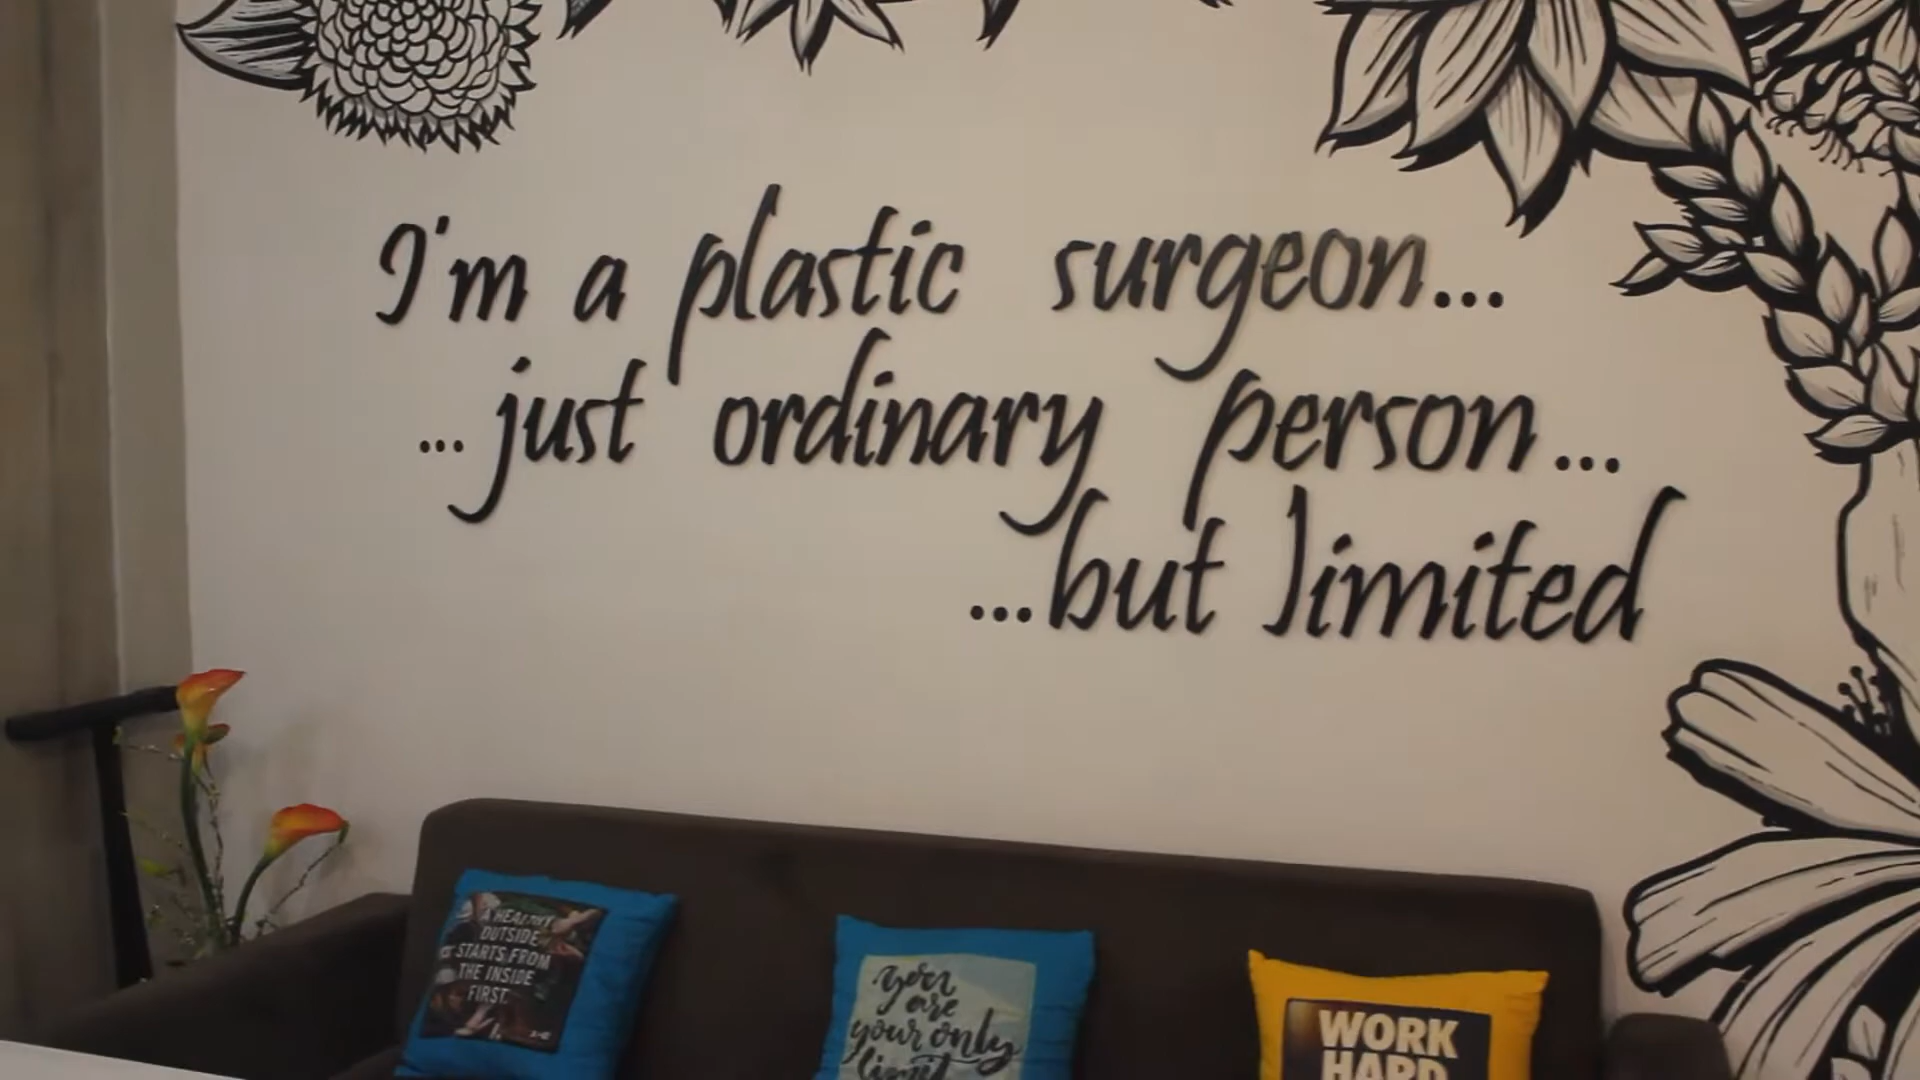 I'm a plastic surgeon...
...just ordinary person...
...but limited
A HEALTHY
OUTSIDE
STARTS FROM
THE INSIDE
FIRST.
you
are
your only
limit
WORK
HARD